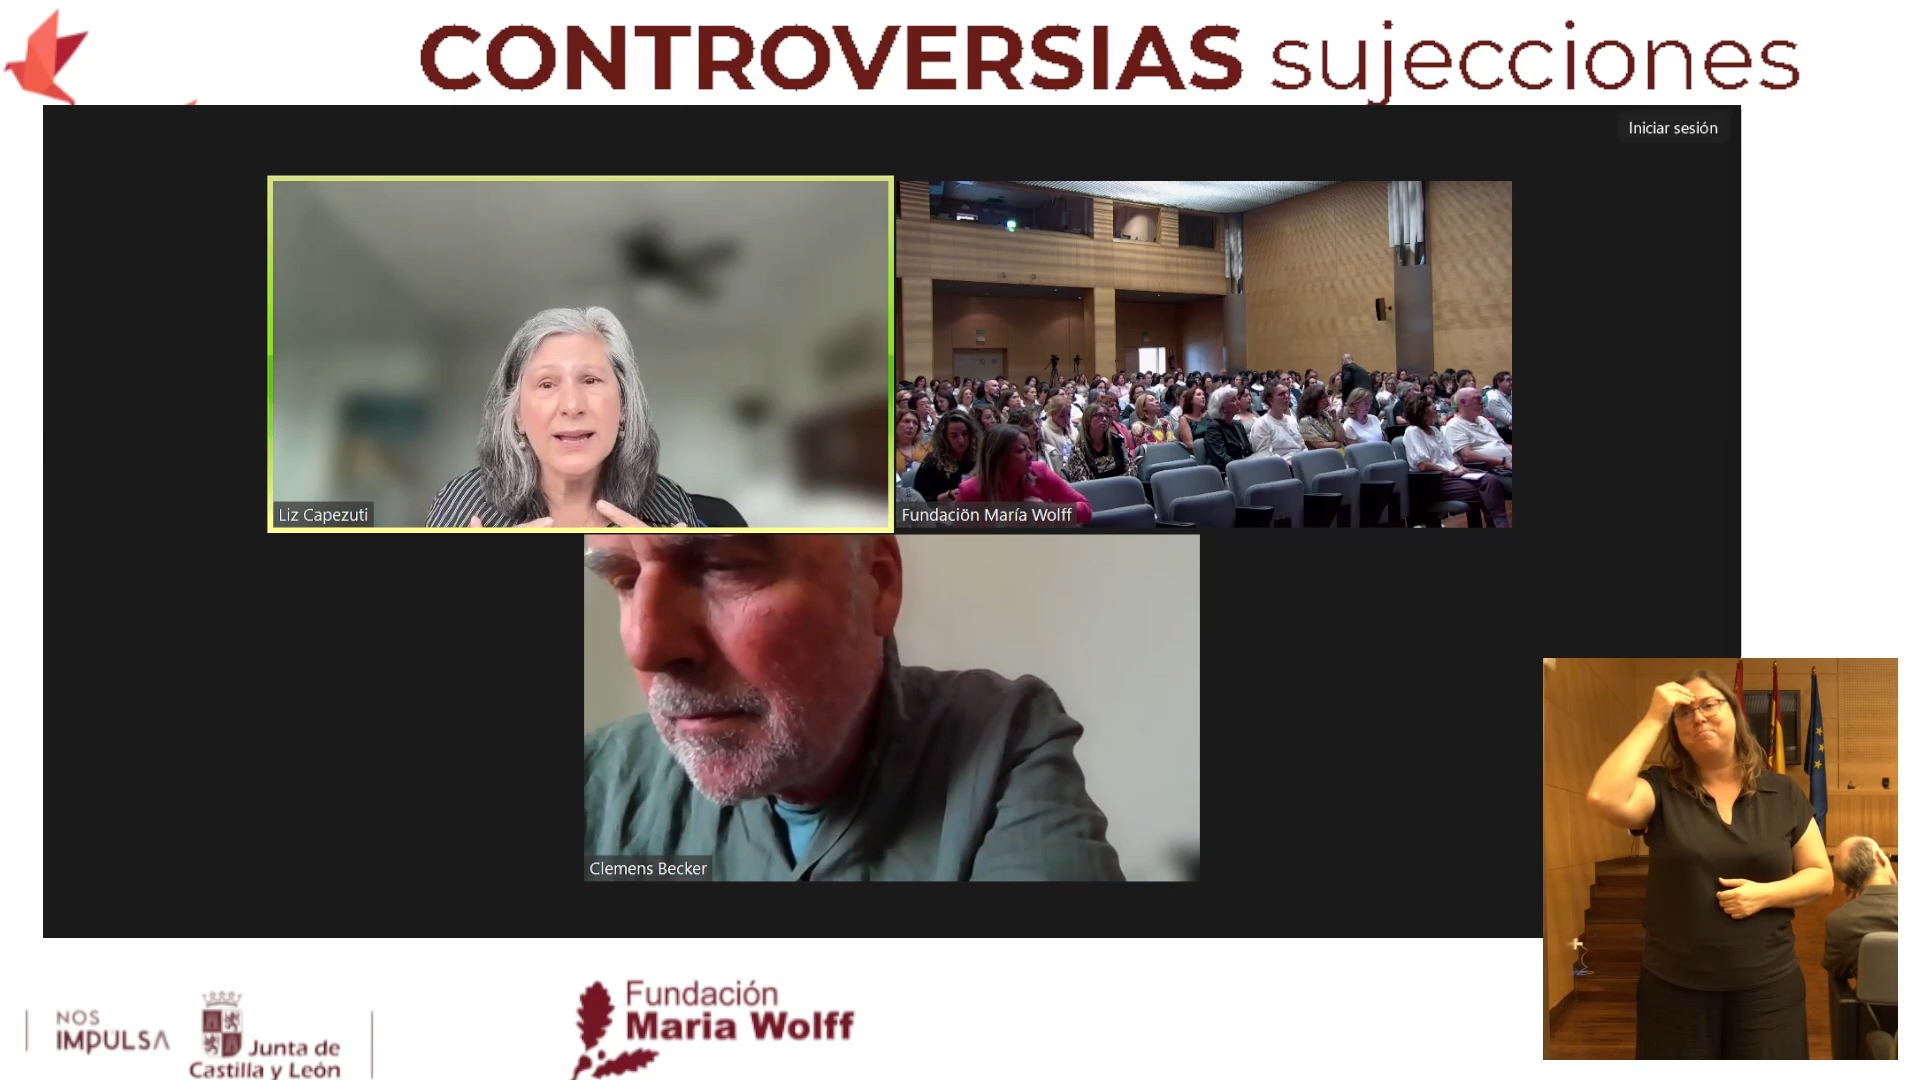 CONTROVERSIAS sujecciones
Iniciar sesión
Liz Capezuti
Fundaciön María Wolff
Clemens Becker
NOS
IMPULSA
Junta de
Castilla y León
Fundación
Maria Wolff